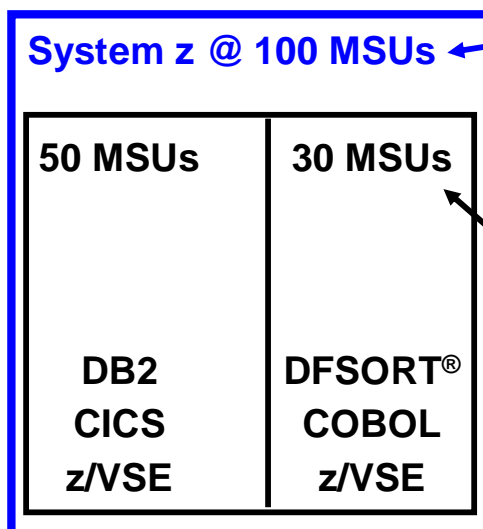 System z @ 100 MSUs
50 MSUs
30 MSUs
DB2
CICS
z/VSE
DFSORT®
COBOL
z/VSE